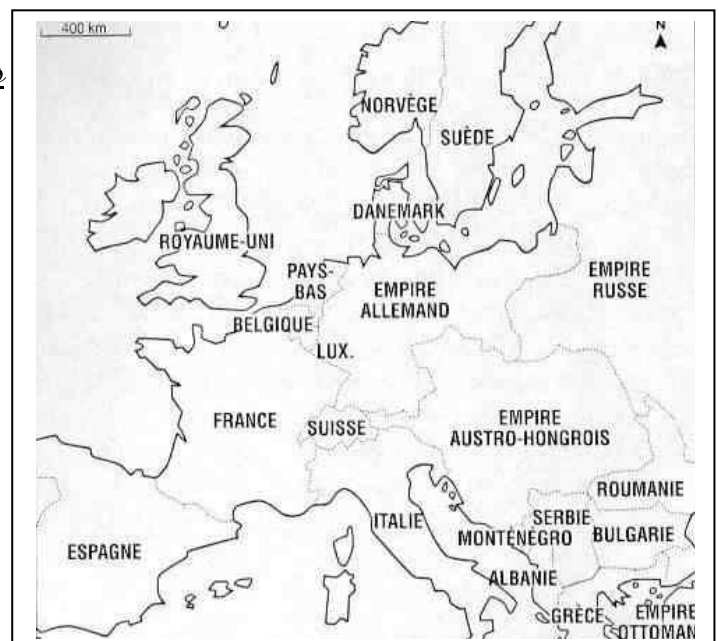 400 km
N
NORVÈGE
SUÈDE
DANEMARK
ROYAUME-UNI
PAYS-
BAS
EMPIRE
ALLEMAND
EMPIRE
RUSSE
BELGIQUE
LUX.
FRANCE
SUISSE
EMPIRE
AUSTRO-HONGROIS
ROUMANIE
ITALIE
SERBIE
MONTÉNÉGRO
BULGARIE
ESPAGNE
ALBANIE
GRÈCE
EMPIRE
OTTOMAN